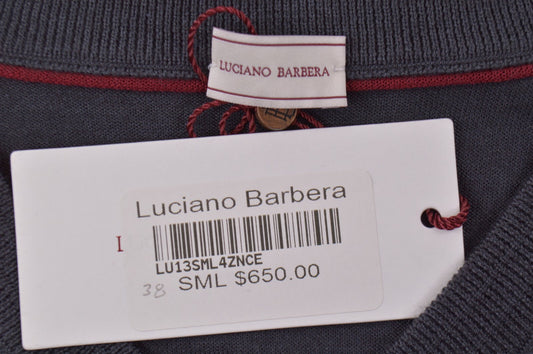 LUCIANO BARBERA
Luciano Barbera
LU13SML4ZNCE
38 SML $650.00